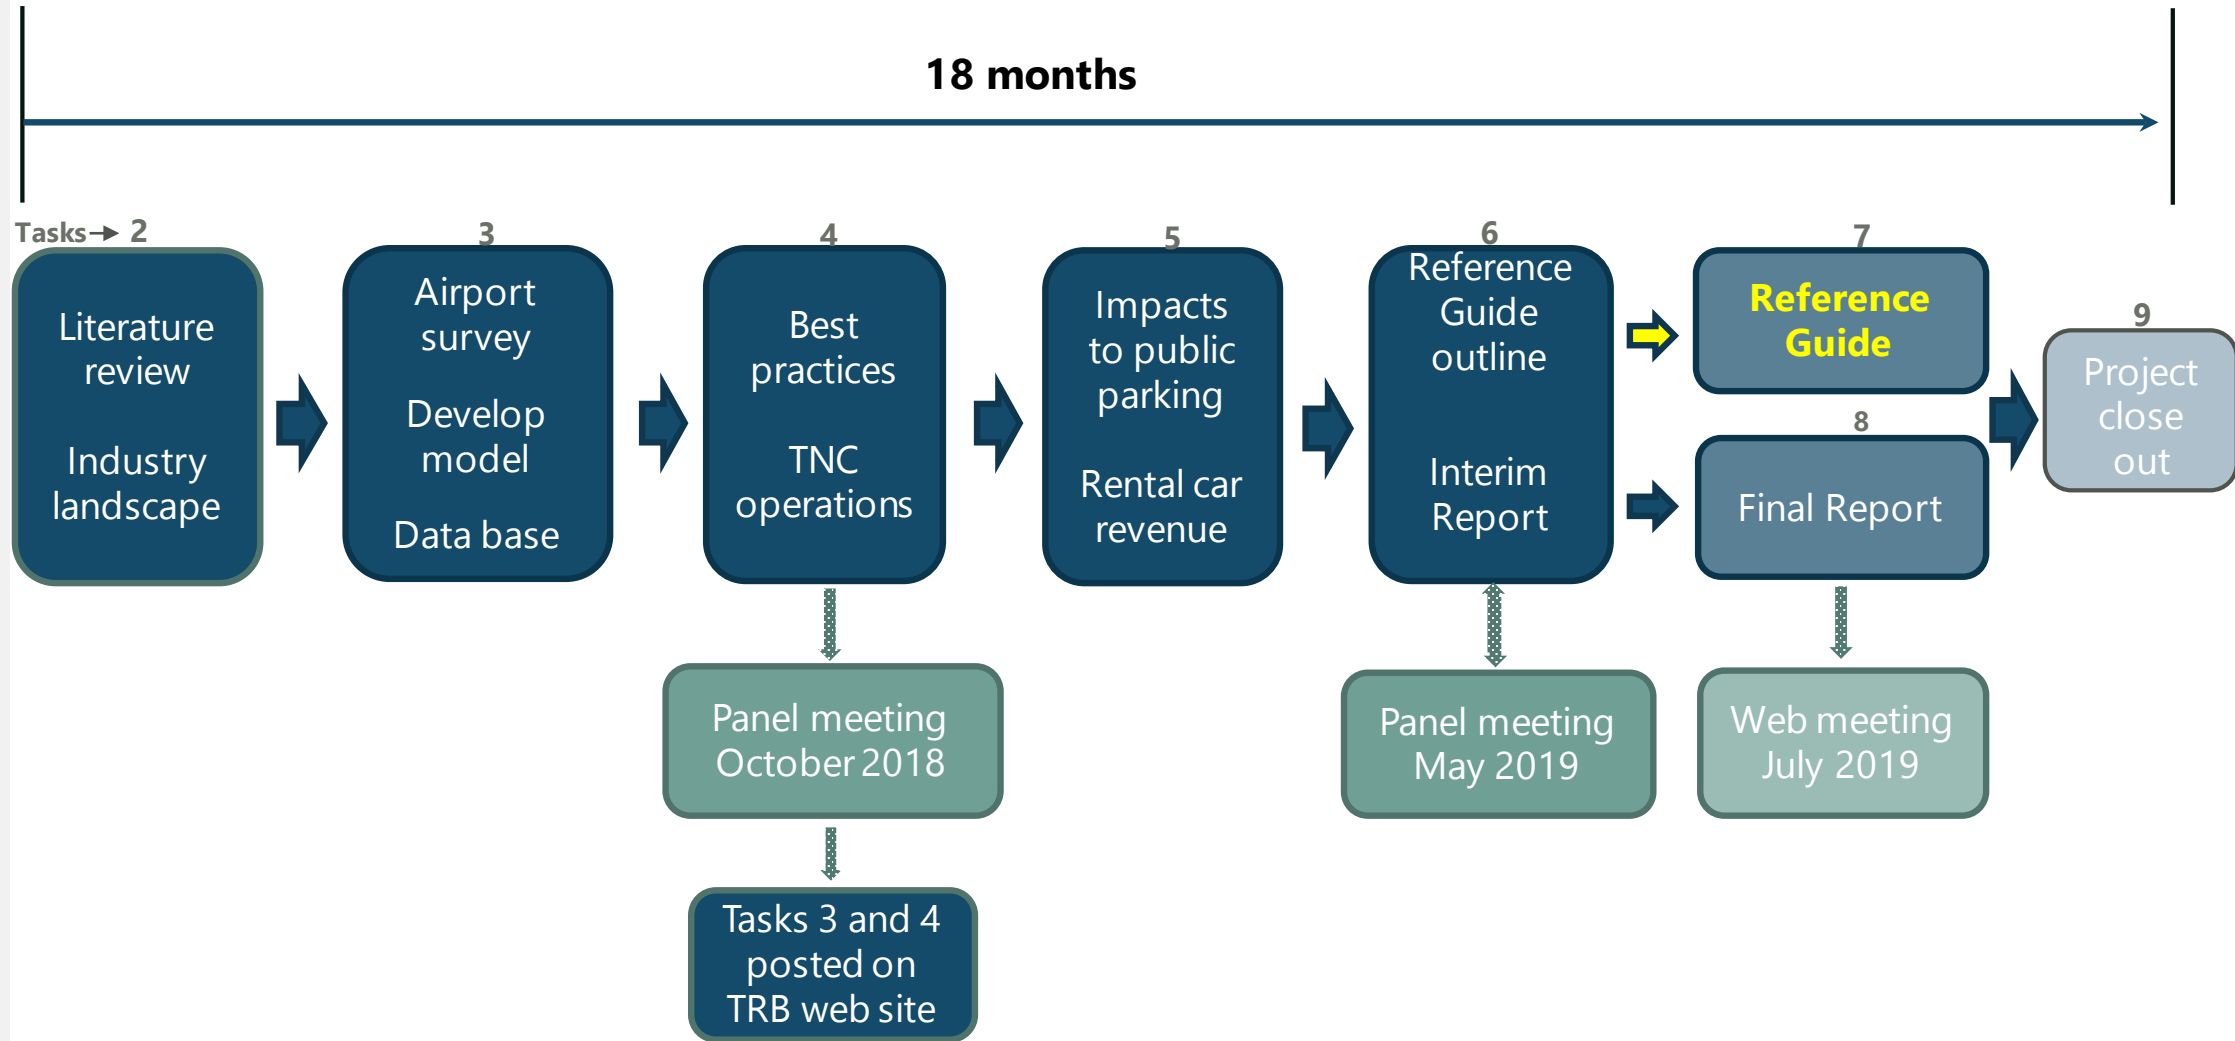 18 months
Tasks 2
3
4
5
6
7
Literature
review
Industry
landscape
Airport
survey
Develop
model
Data base
Best
practices
TNC
operations
Impacts
to public
parking
Rental car
revenue
Reference
Guide
outline
Interim
Report
Reference
Guide
8
Final Report
9
Project
close
out
Panel meeting
October 2018
Panel meeting
May 2019
Web meeting
July 2019
Tasks 3 and 4
posted on
TRB web site